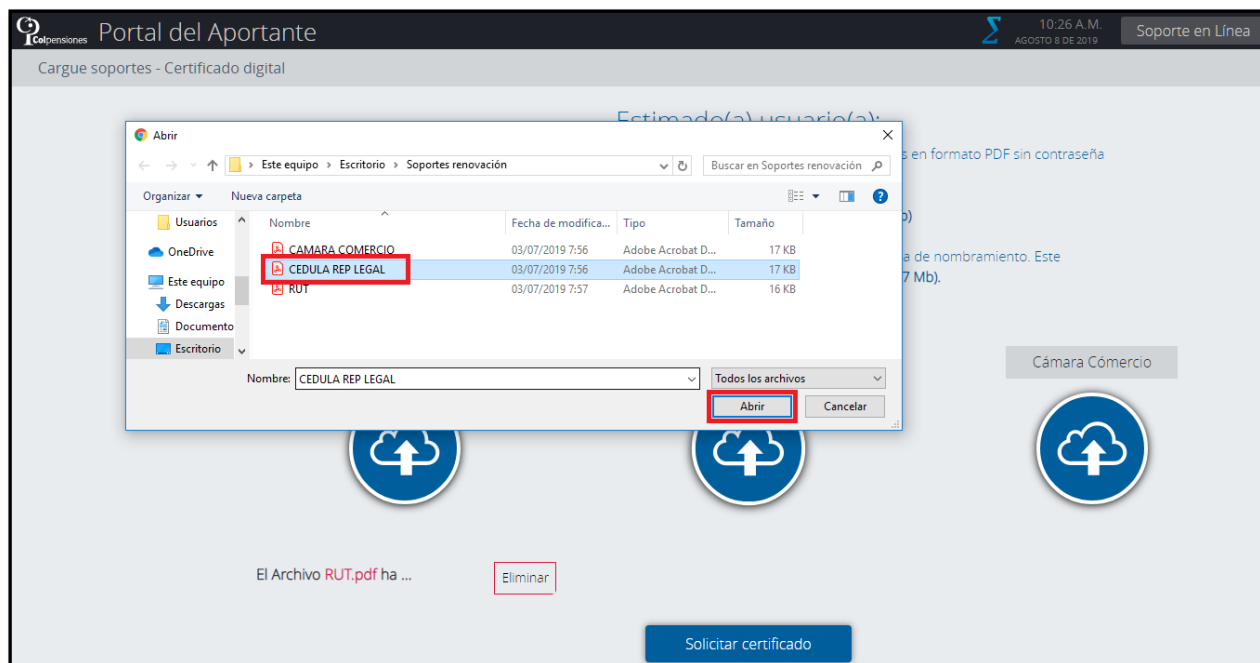 Colpensiones Portal del Aportante
10:26 A.M.
AGOSTO 8 DE 2019
Soporte en Línea
Cargue soportes - Certificado digital
Estimado(a) usuario(a):
s en formato PDF sin contraseña
a de nombramiento. Este
7 Mb).
Abrir
Este equipo › Escritorio › Soportes renovación
Buscar en Soportes renovación
Organizar
Nueva carpeta
Usuarios
OneDrive
Este equipo
Descargas
Documento
Escritorio
Nombre Fecha de modifica... Tipo Tamaño
CAMARA COMERCIO 03/07/2019 7:56 Adobe Acrobat D... 17 KB
CEDULA REP LEGAL 03/07/2019 7:56 Adobe Acrobat D... 17 KB
RUT 03/07/2019 7:57 Adobe Acrobat D... 16 KB
Nombre: CEDULA REP LEGAL
Todos los archivos
Abrir
Cancelar
Cámara Cómercio
El Archivo RUT.pdf ha ...
Eliminar
Solicitar certificado